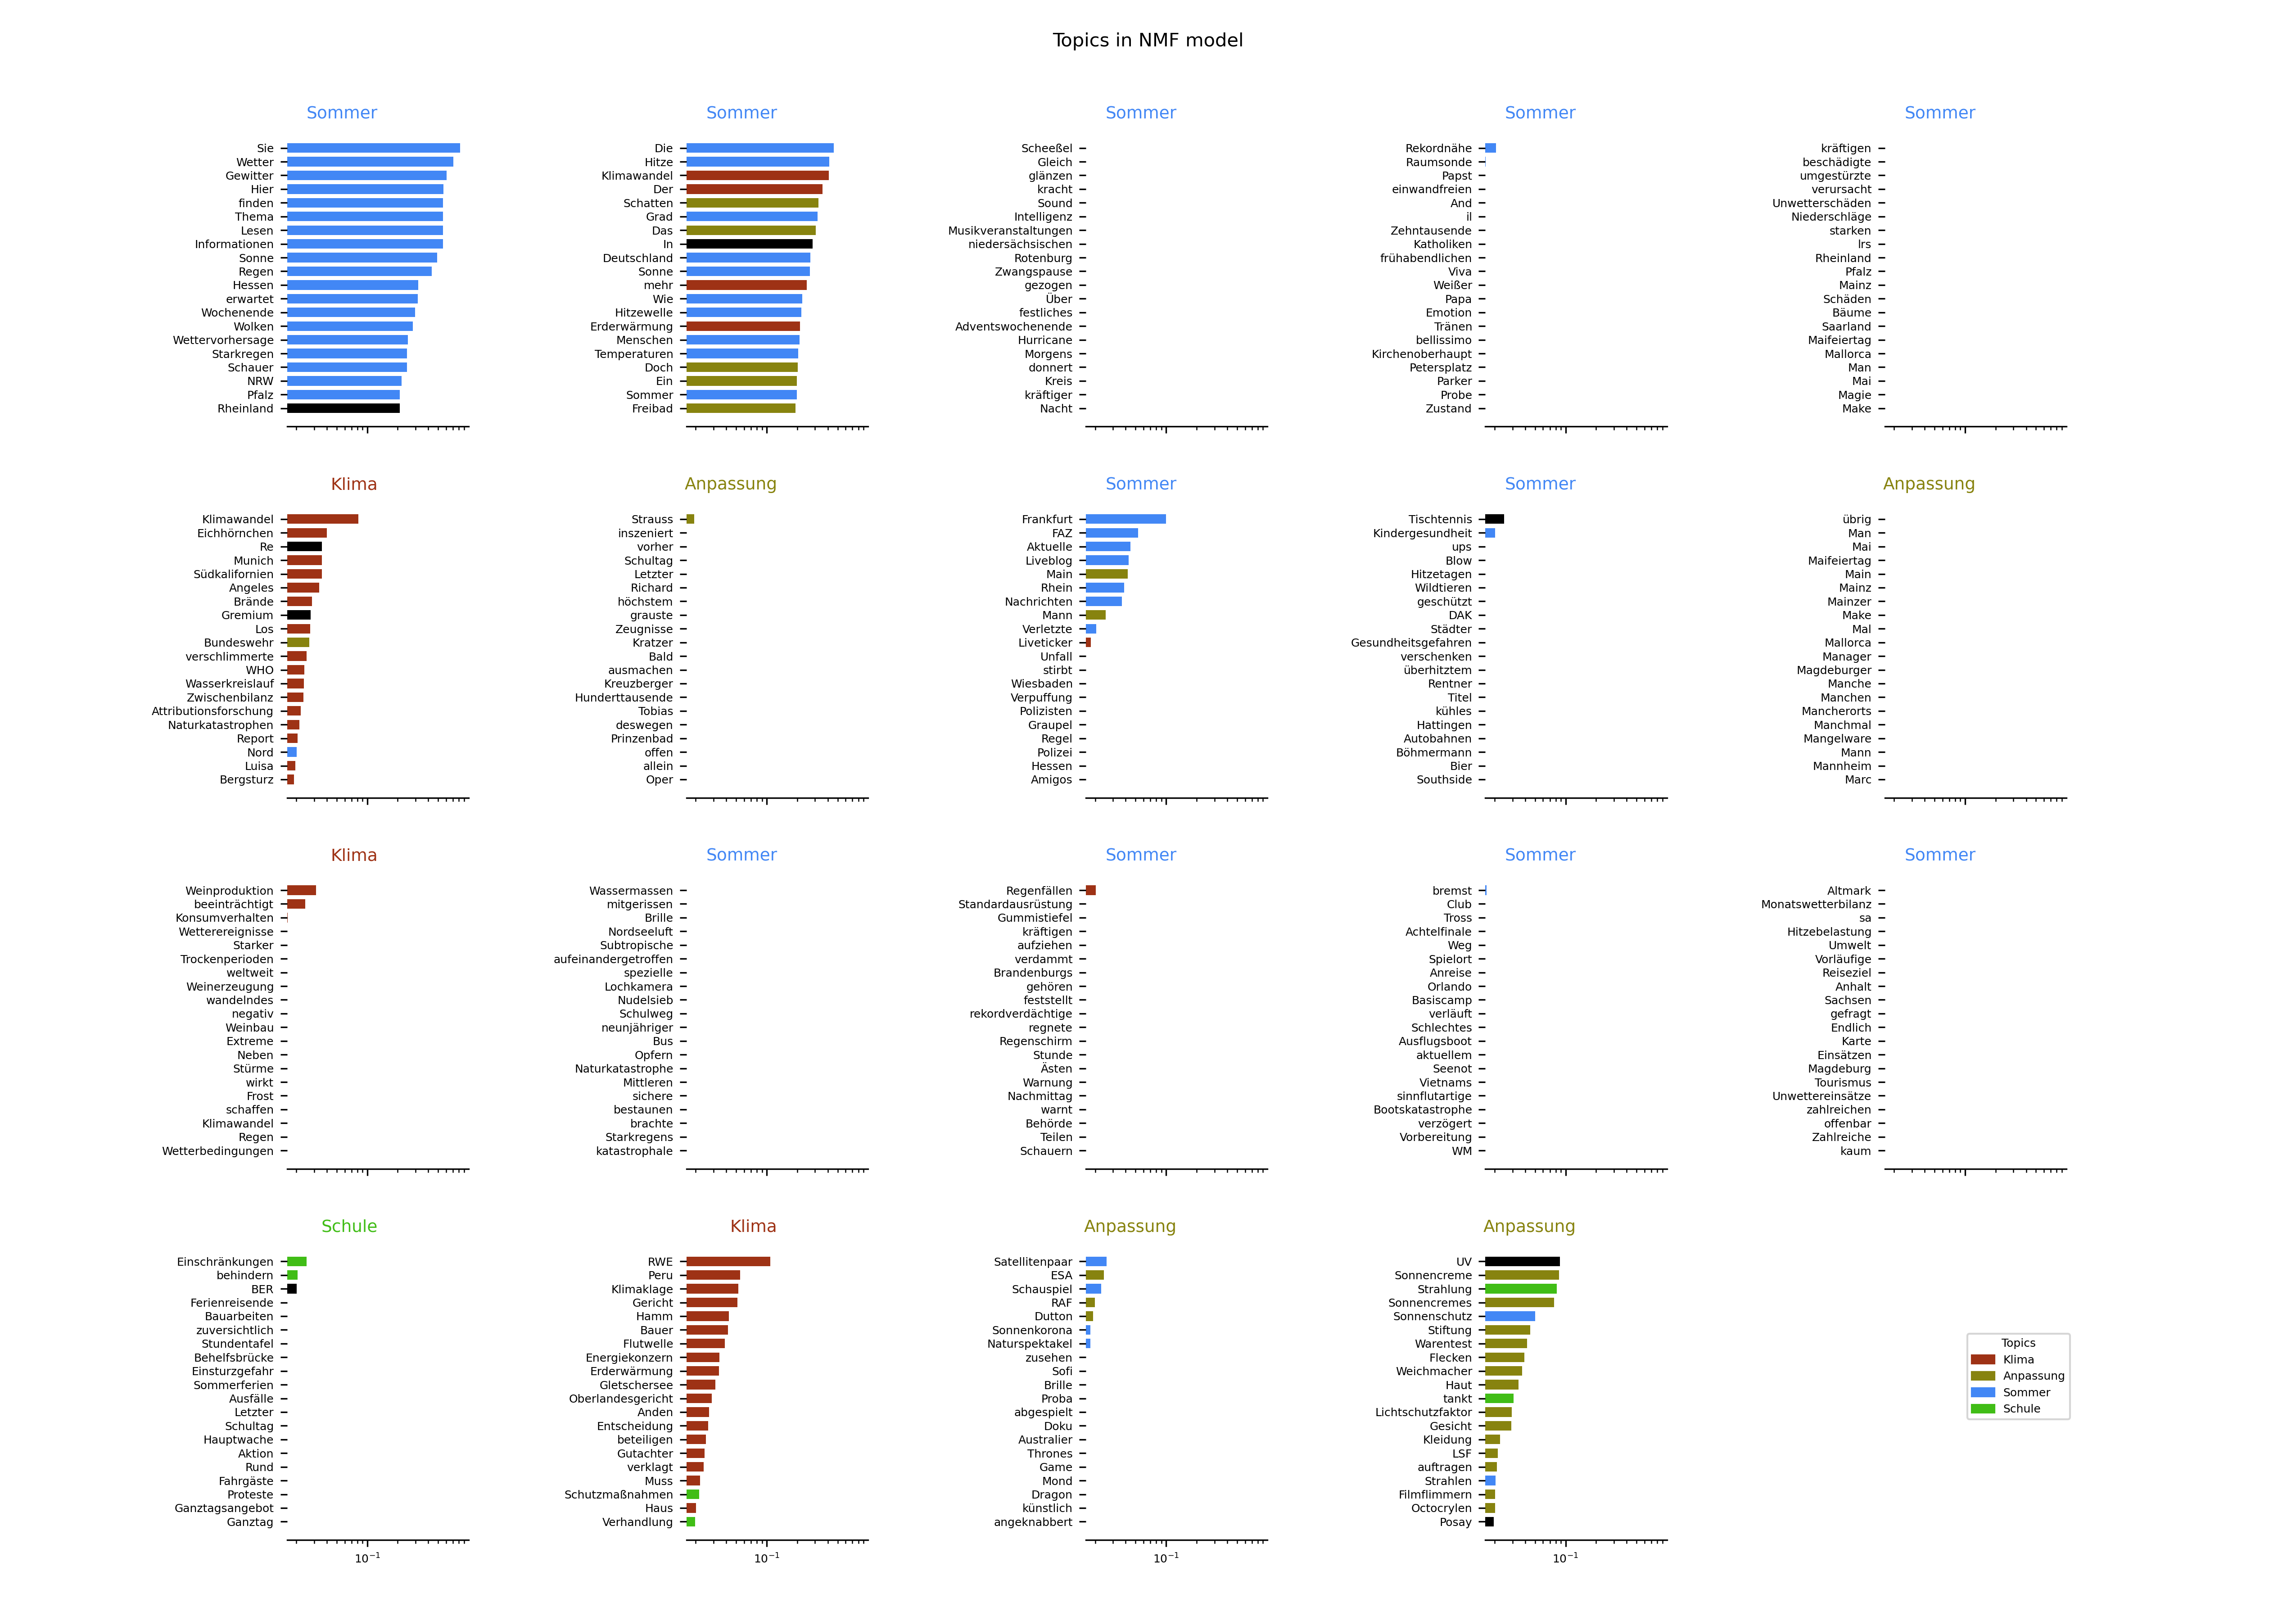 Topics in NMF model
Sommer
Sie
Wetter
Gewitter
Hier
finden
Thema
Lesen
Informationen
Sonne
Regen
Hessen
erwartet
Wochenende
Wolken
Wettervorhersage
Starkregen
Schauer
NRW
Pfalz
Rheinland
Sommer
Die
Hitze
Klimawandel
Der
Schatten
Grad
Das
In
Deutschland
Sonne
mehr
Wie
Hitzewelle
Erderwärmung
Menschen
Temperaturen
Doch
Ein
Sommer
Freibad
Sommer
Scheeßel
Gleich
glänzen
kracht
Sound
Intelligenz
Musikveranstaltungen
niedersächsischen
Rotenburg
Zwangspause
gezogen
Über
festliches
Adventswochenende
Hurricane
Morgens
donnert
Kreis
kräftiger
Nacht
Sommer
Rekordnähe
Raumsonde
Papst
einwandfreien
And
il
Zehntausende
Katholiken
frühabendlichen
Viva
Weißer
Papa
Emotion
Tränen
bellissimo
Kirchenoberhaupt
Petersplatz
Parker
Probe
Zustand
Sommer
kräftigen
beschädigte
umgestürzte
verursacht
Unwetterschäden
Niederschläge
starken
lrs
Rheinland
Pfalz
Mainz
Schäden
Bäume
Saarland
Maifeiertag
Mallorca
Man
Mai
Magie
Make
Klima
Klimawandel
Eichhörnchen
Re
Munich
Südkalifornien
Angeles
Brände
Gremium
Los
Bundeswehr
verschlimmerte
WHO
Wasserkreislauf
Zwischenbilanz
Attributionsforschung
Naturkatastrophen
Report
Nord
Luisa
Bergsturz
Anpassung
Strauss
inszeniert
vorher
Schultag
Letzter
Richard
höchstem
grauste
Zeugnisse
Kratzer
Bald
ausmachen
Kreuzberger
Hunderttausende
Tobias
deswegen
Prinzenbad
offen
allein
Oper
Sommer
Frankfurt
FAZ
Aktuelle
Liveblog
Main
Rhein
Nachrichten
Mann
Verletzte
Liveticker
Unfall
stirbt
Wiesbaden
Verpuffung
Polizisten
Graupel
Regel
Polizei
Hessen
Amigos
Sommer
Tischtennis
Kindergesundheit
ups
Blow
Hitzetagen
Wildtieren
geschützt
DAK
Städter
Gesundheitsgefahren
verschenken
überhitztem
Rentner
Titel
kühles
Hattingen
Autobahnen
Böhmermann
Bier
Southside
Anpassung
übrig
Man
Mai
Maifeiertag
Main
Mainz
Mainzer
Make
Mal
Mallorca
Manager
Magdeburger
Manche
Manchen
Mancherorts
Manchmal
Mangelware
Mann
Mannheim
Marc
Klima
Weinproduktion
beeinträchtigt
Konsumverhalten
Wetterereignisse
Starker
Trockenperioden
weltweit
Weinerzeugung
wandelndes
negativ
Weinbau
Extreme
Neben
Stürme
wirkt
Frost
schaffen
Klimawandel
Regen
Wetterbedingungen
Sommer
Wassermassen
mitgerissen
Brille
Nordseeluft
Subtropische
aufeinandergetroffen
spezielle
Lochkamera
Nudelsieb
Schulweg
neunjähriger
Bus
Opfern
Naturkatastrophe
Mittleren
sichere
bestaunen
brachte
Starkregens
katastrophale
Sommer
Regenfällen
Standardausrüstung
Gummistiefel
kräftigen
aufziehen
verdammt
Brandenburgs
gehören
feststellt
rekordverdächtige
regnete
Regenschirm
Stunde
Ästen
Warnung
Nachmittag
warnt
Behörde
Teilen
Schauern
Sommer
bremst
Club
Tross
Achtelfinale
Weg
Spielort
Anreise
Orlando
Basiscamp
verläuft
Schlechtes
Ausflugsboot
aktuellem
Seenot
Vietnams
sinnflutartige
Bootskatastrophe
verzögert
Vorbereitung
WM
Sommer
Altmark
Monatswetterbilanz
sa
Hitzebelastung
Umwelt
Vorläufige
Reiseziel
Anhalt
Sachsen
gefragt
Endlich
Karte
Einsätzen
Magdeburg
Tourismus
Unwettereinsätze
zahlreichen
offenbar
Zahlreiche
kaum
Schule
Einschränkungen
behindern
BER
Ferienreisende
Bauarbeiten
zuversichtlich
Stundentafel
Behelfsbrücke
Einsturzgefahr
Sommerferien
Ausfälle
Letzter
Schultag
Hauptwache
Aktion
Rund
Fahrgäste
Proteste
Ganztagsangebot
Ganztag
10⁻¹
Klima
RWE
Peru
Klimaklage
Gericht
Hamm
Bauer
Flutwelle
Energiekonzern
Erderwärmung
Gletschersee
Oberlandesgericht
Anden
Entscheidung
beteiligen
Gutachter
verklagt
Muss
Schutzmaßnahmen
Haus
Verhandlung
10⁻¹
Anpassung
Satellitenpaar
ESA
Schauspiel
RAF
Dutton
Sonnenkorona
Naturspektakel
zusehen
Sofi
Brille
Proba
abgespielt
Doku
Australier
Thrones
Game
Mond
Dragon
künstlich
angeknabbert
10⁻¹
Anpassung
UV
Sonnencreme
Strahlung
Sonnencremes
Sonnenschutz
Stiftung
Warentest
Flecken
Weichmacher
Haut
tankt
Lichtschutzfaktor
Gesicht
Kleidung
LSF
auftragen
Strahlen
Filmflimmern
Octocrylen
Posay
10⁻¹
Topics
Klima
Anpassung
Sommer
Schule